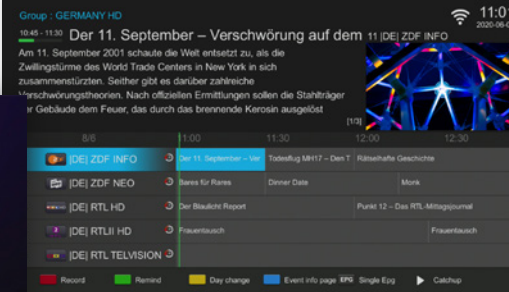 Group : GERMANY HD
11:01
2020-06-0
10:45 - 11:30 Der 11. September – Verschwörung auf dem 11 |DE| ZDF INFO
Am 11. September 2001 schaute die Welt entsetzt zu, als die
Zwillingstürme des World Trade Centers in New York in sich
zusammenstürzten. Seither gibt es darüber zahlreiche
Verschwörungstheorien. Nach offiziellen Ermittlungen sollen die Stahlträger
der Gebäude dem Feuer, das durch das brennende Kerosin ausgelöst
[1/3]
8/6 11:00 11:30 12:00 12:30
|DE| ZDF INFO Der 11. September – Ver Todesflug MH17 – Den T Rätselhafte Geschichte
|DE| ZDF NEO Bares für Rares Dinner Date Monk
|DE| RTL HD Der Blaulicht Report Punkt 12 – Das RTL-Mittagsjournal
|DE| RTLII HD Frauentausch Frauentausch
|DE| RTL TELVISION
Record Remind Day change Event info page EPG Single Epg Catchup